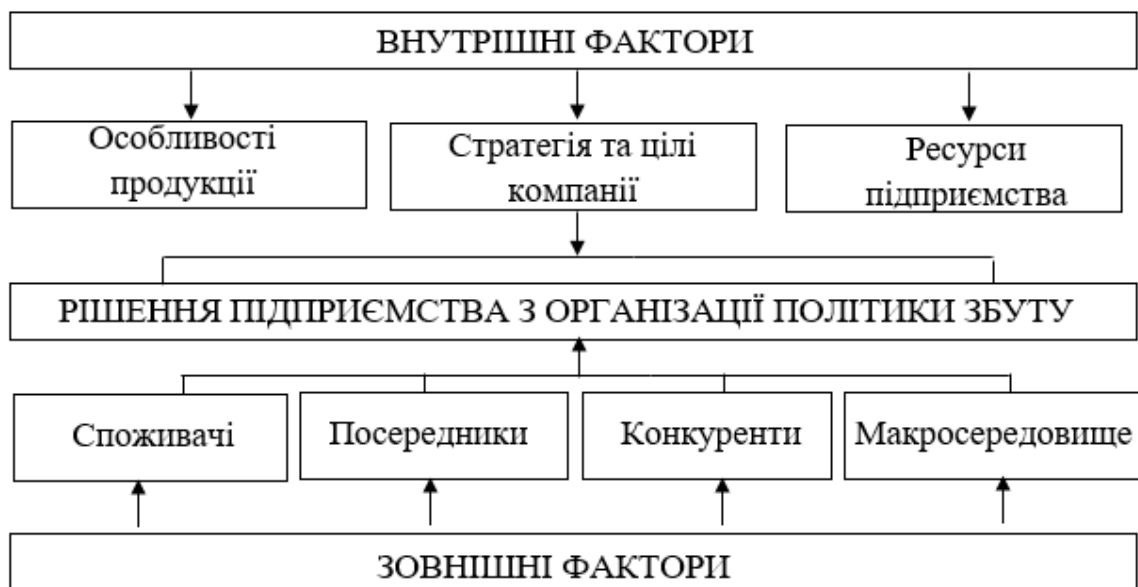 ВНУТРІШНІ ФАКТОРИ
Особливості
продукції
Стратегія та цілі
компанії
Ресурси
підприємства
РІШЕННЯ ПІДПРИЄМСТВА З ОРГАНІЗАЦІЇ ПОЛІТИКИ ЗБУТУ
Споживачі
Посередники
Конкуренти
Макросередовище
ЗОВНІШНІ ФАКТОРИ